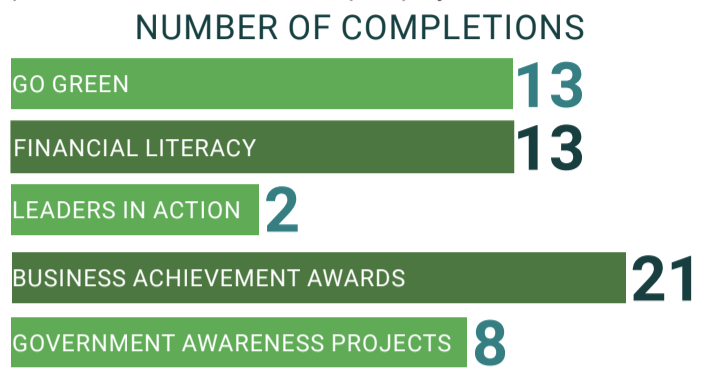 NUMBER OF COMPLETIONS
GO GREEN 13
FINANCIAL LITERACY 13
LEADERS IN ACTION 2
BUSINESS ACHIEVEMENT AWARDS 21
GOVERNMENT AWARENESS PROJECTS 8